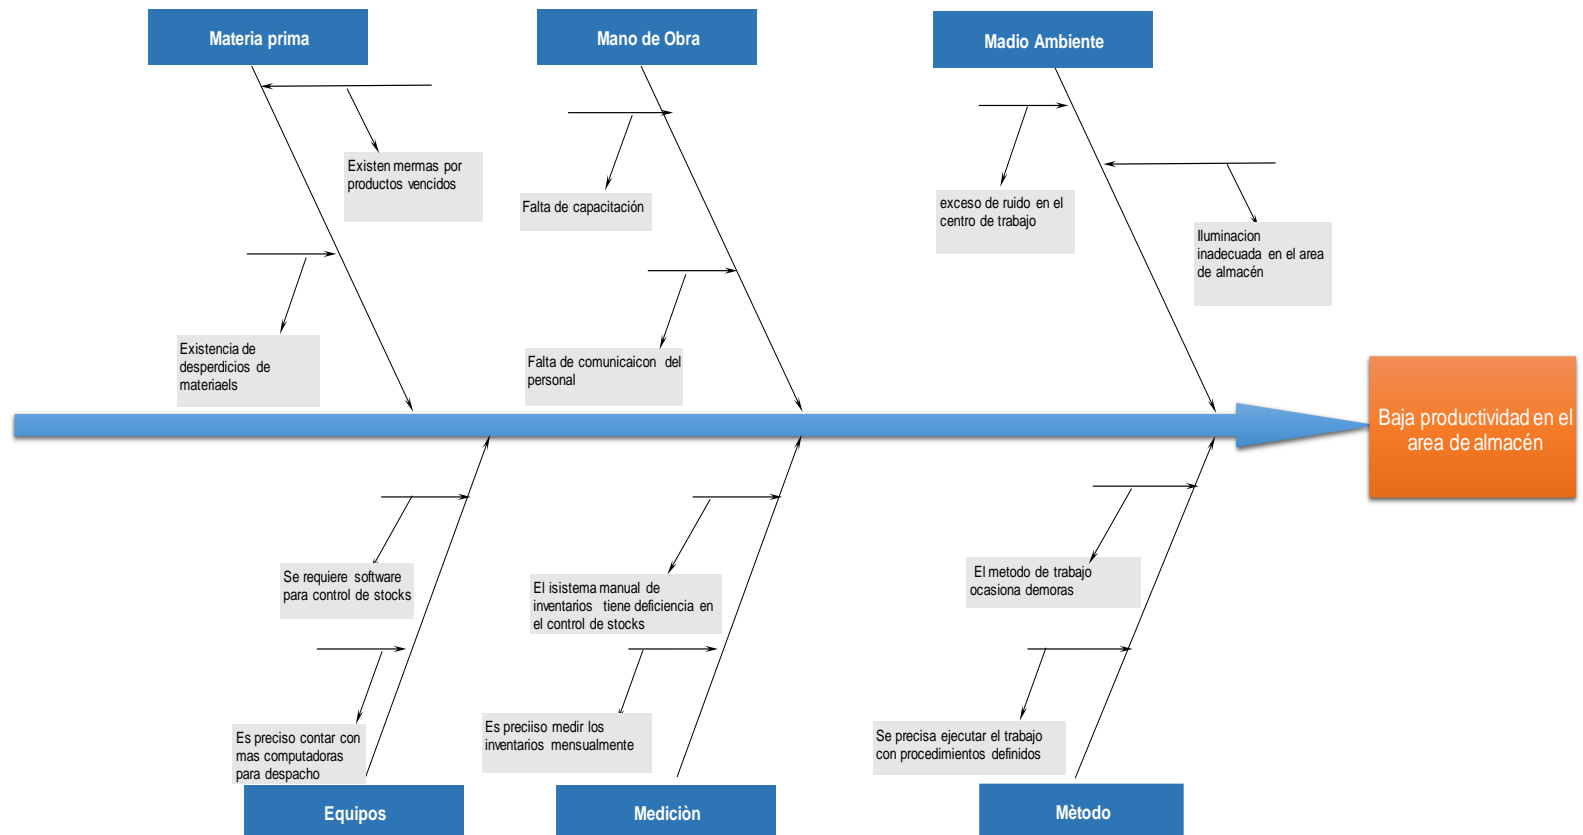 Materia prima
Mano de Obra
Madio Ambiente
Existen mermas por
productos vencidos
Falta de capacitación
exceso de ruido en el
centro de trabajo
Iluminacion
inadecuada en el area
de almacén
Existencia de
desperdicios de
materiaels
Falta de comunicaicon del
personal
Baja productividad en el
area de almacén
Se requiere software
para control de stocks
El isistema manual de
inventarios tiene deficiencia en
el control de stocks
El metodo de trabajo
ocasiona demoras
Es preciso contar con
mas computadoras
para despacho
Es preciiso medir los
inventarios mensualmente
Se precisa ejecutar el trabajo
con procedimientos definidos
Equipos
Mediciòn
Mètodo